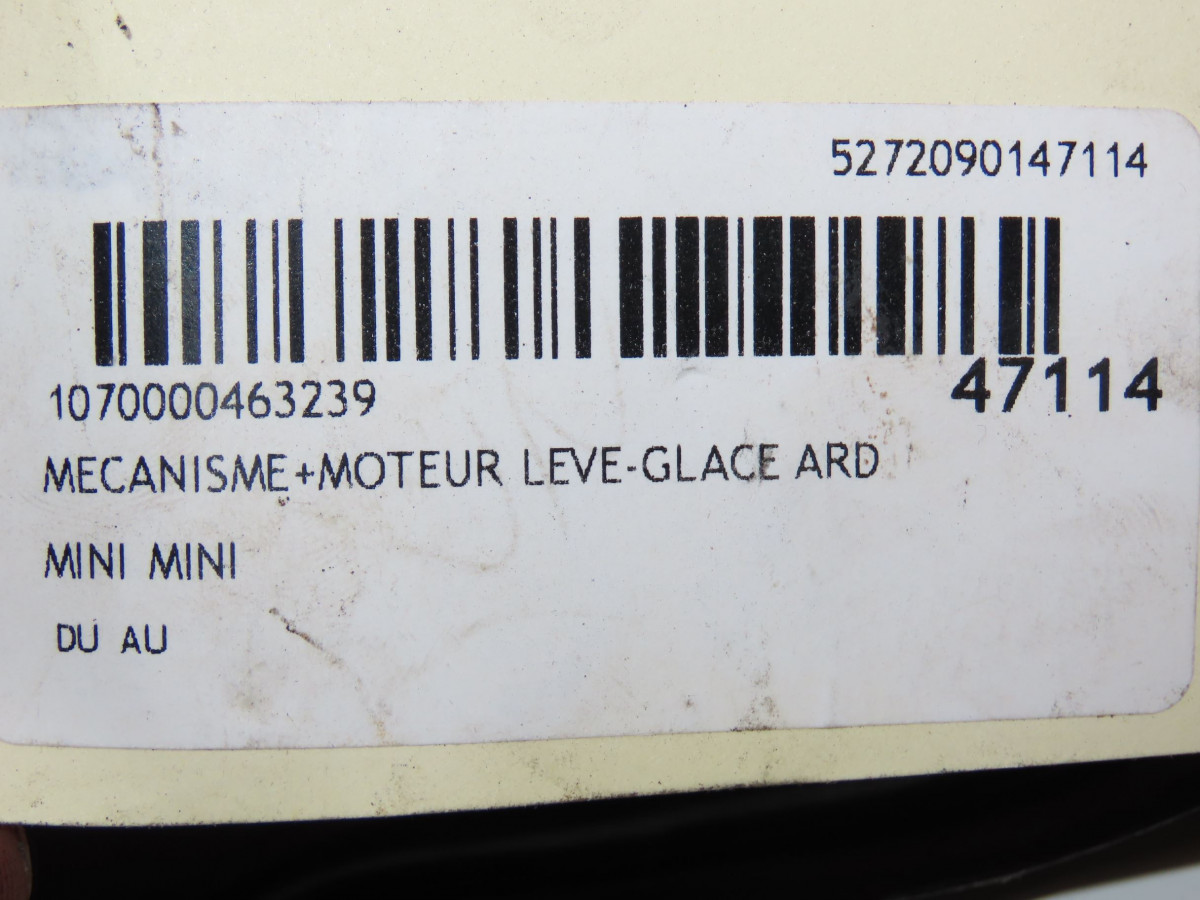 5272090147114
1070000463239
47114
MECANISME+MOTEUR LEVE-GLACE ARD
MINI MINI
DU AU